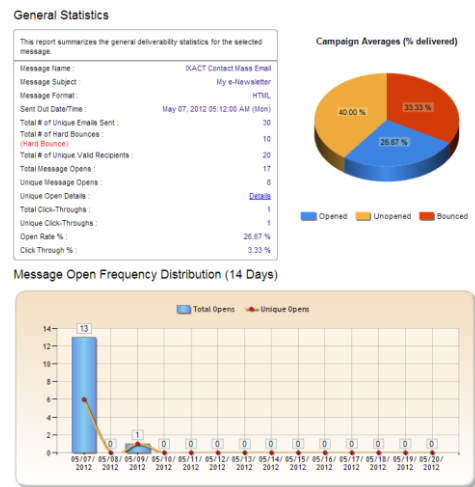 General Statistics
This report summarizes the general deliverability statistics for the selected
message.
Message Name : IXACT Contact Mass Email
Message Subject : My e-Newsletter
Message Format : HTML
Sent Out Date/Time : May 07, 2012 05:12:00 AM (Mon)
Total # of Unique Emails Sent : 30
Total # of Hard Bounces :
(Hard Bounce) 10
Total # of Unique Valid Recipients : 20
Total Message Opens : 17
Unique Message Opens : 8
Unique Open Details : Details
Total Click-Throughs : 1
Unique Click-Throughs : 1
Open Rate % : 26.67 %
Click Through % : 3.33 %
Campaign Averages (% delivered)
40.00 %
33.33 %
26.67 %
Opened Unopened Bounced
Message Open Frequency Distribution (14 Days)
Total Opens Unique Opens
14
13
12
10
8
6
4
2
0 1 0 0 0 0 0 0 0 0 0 0 0
0
05/07/ 05/08/ 05/09/ 05/10/ 05/11/ 05/12/ 05/13/ 05/14/ 05/15/ 05/16/ 05/17/ 05/18/ 05/19/ 05/20/
2012 2012 2012 2012 2012 2012 2012 2012 2012 2012 2012 2012 2012 2012